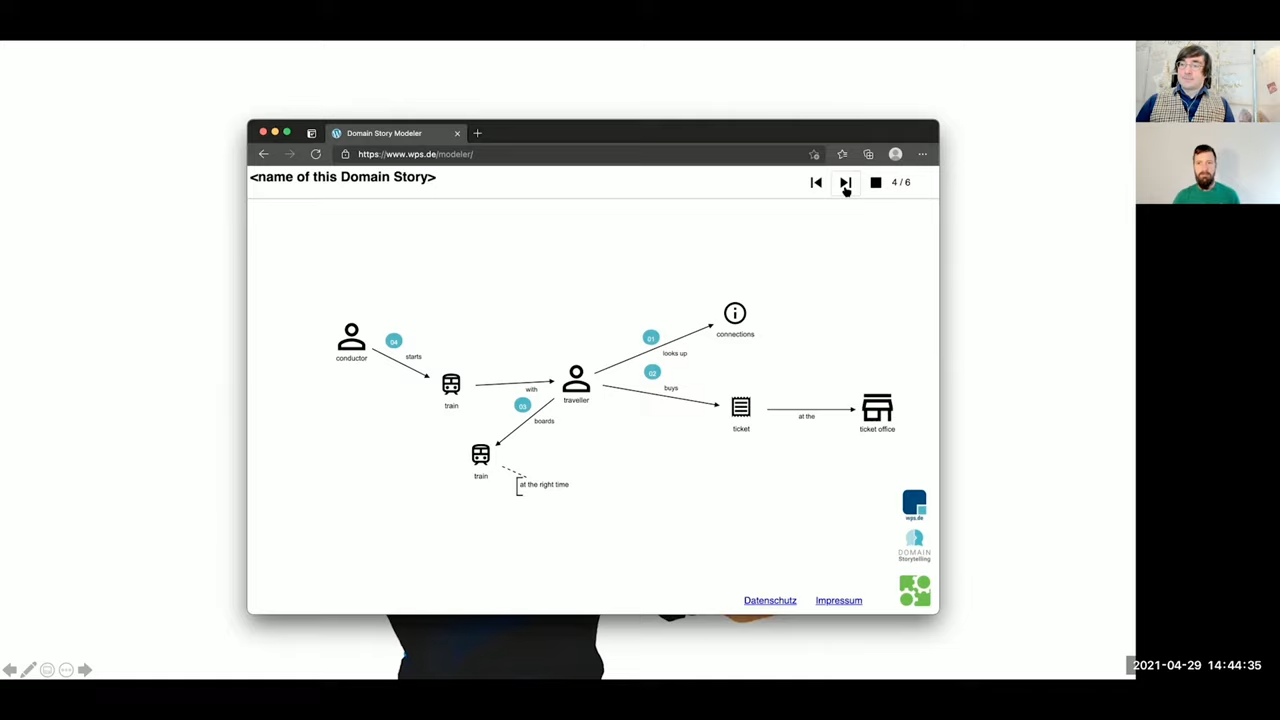 Domain Story Modeler
https://www.wps.de/modeler/
<name of this Domain Story>
4 / 6
connections
01
looks up
conductor
04
starts
train
with
traveller
02
buys
ticket
at the
ticket office
03
boards
train
at the right time
wps.de
DOMAIN
Storytelling
Datenschutz
Impressum
2021-04-29 14:44:35